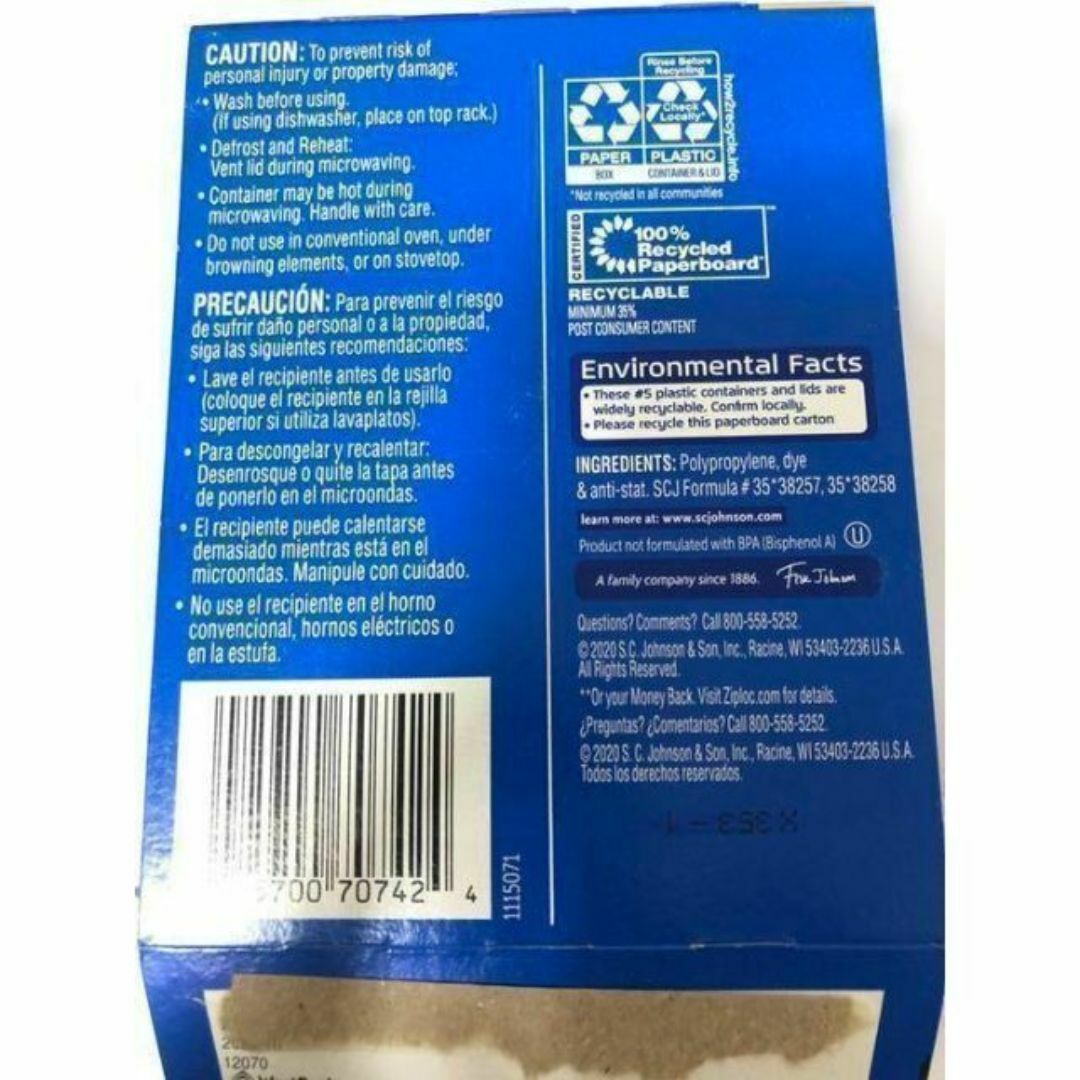 CAUTION: To prevent risk of
personal injury or property damage;
• Wash before using.
(if using dishwasher, place on top rack.)
• Defrost and Reheat:
Vent lid during microwaving.
• Container may be hot during
microwaving. Handle with care.
• Do not use in conventional oven, under
browning elements, or on stovetop.
PRECAUCIÓN: Para prevenir el riesgo
de sufrir daño personal o a la propiedad,
siga las siguientes recomendaciones:
• Lave el recipiente antes de usarlo
(coloque el recipiente en la rejilla
superior si utiliza lavaplatos).
• Para descongelar y recalentar:
Desenrosque o quite la tapa antes
de ponerlo en el microondas.
• El recipiente puede calentarse
demasiado mientras está en el
microondas. Manipule con cuidado.
• No use el recipiente en el horno
convencional, hornos eléctricos o
en la estufa.
5700 70742 4
1115071
Rinse Before
Recycling
Check
Locally*
how2recycle.info
PAPER PLASTIC
BOX CONTAINER & LID
*Not recycled in all communities
CERTIFIED
100%
Recycled
Paperboard™
RECYCLABLE
MINIMUM 35%
POST CONSUMER CONTENT
Environmental Facts
• These #5 plastic containers and lids are
widely recyclable. Confirm locally.
• Please recycle this paperboard carton
INGREDIENTS: Polypropylene, dye
& anti-stat. SCJ Formula # 35*38257, 35*38258
learn more at: www.scjohnson.com
Product not formulated with BPA (Bisphenol A) U
A family company since 1886. Fisk Johnson
Questions? Comments? Call 800-558-5252.
© 2020 S.C. Johnson & Son, Inc., Racine, WI 53403-2236 U.S.A.
All Rights Reserved.
**Or your Money Back. Visit Ziploc.com for details.
¿Preguntas? ¿Comentarios? Call 800-558-5252.
© 2020 S. C. Johnson & Son, Inc., Racine, WI 53403-2236 U.S.A.
Todos los derechos reservados.
12070